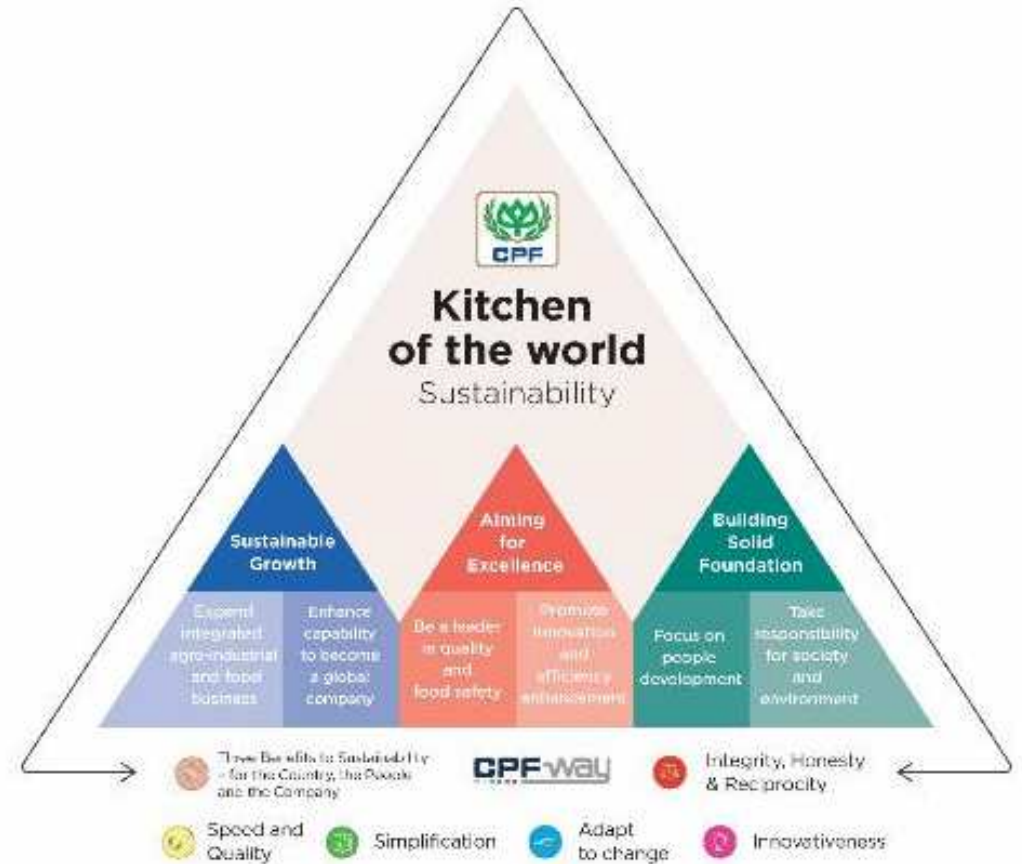 CPF
Kitchen
of the world
Sustainability
Sustainable
Growth
Aiming
for
Excellence
Building
Solid
Foundation
Expand
integrated
agro-industrial
and food
business
Enhance
capability
to become
a global
company
Be a leader
in quality
and
food safety
Promote
innovation
and
efficiency
enhancement
Focus on
people
development
Take
responsibility
for society
and
environment
Three Benefits to Sustainability
- for the Country, the People
and the Company
CPF way
Integrity, Honesty
& Reciprocity
Speed and
Quality
Simplification
Adapt
to change
Innovativeness